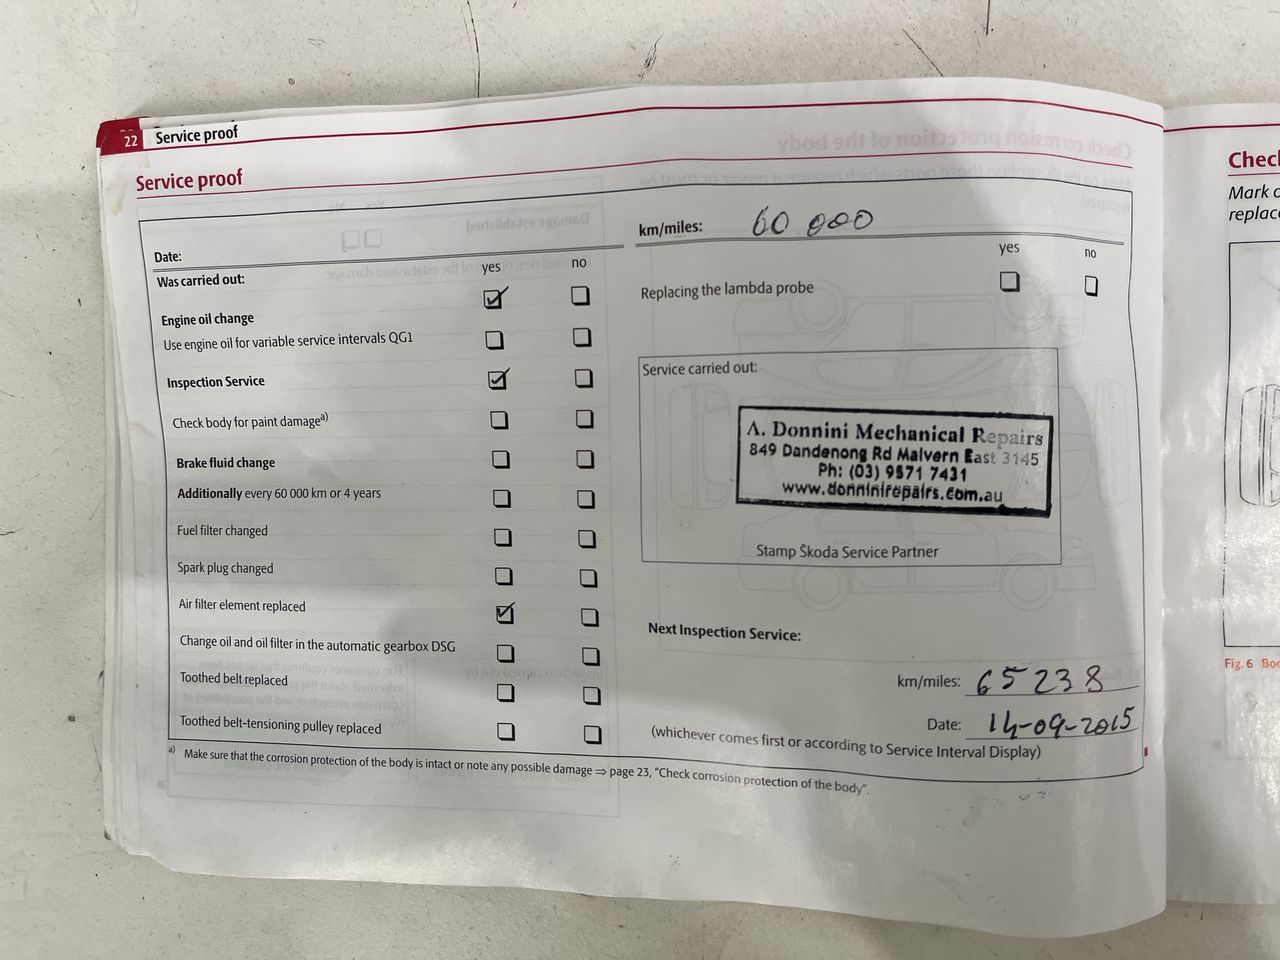 22 Service proof
Service proof
Date:
km/miles: 60 000
Was carried out: yes no
yes no
Engine oil change
Replacing the lambda probe
Use engine oil for variable service intervals QG1
Inspection Service
Service carried out:
Check body for paint damage a)
A. Donnini Mechanical Repairs
849 Dandenong Rd Malvern East 3145
Ph: (03) 9571 7431
www.donninirepairs.com.au
Brake fluid change
Additionally every 60 000 km or 4 years
Fuel filter changed
Stamp Škoda Service Partner
Spark plug changed
Air filter element replaced
Next Inspection Service:
Change oil and oil filter in the automatic gearbox DSG
Toothed belt replaced
km/miles: 65238
Toothed belt-tensioning pulley replaced
Date: 14-09-2015
(whichever comes first or according to Service Interval Display)
a) Make sure that the corrosion protection of the body is intact or note any possible damage ⇒ page 23, "Check corrosion protection of the body".
Mark
Fig. 6